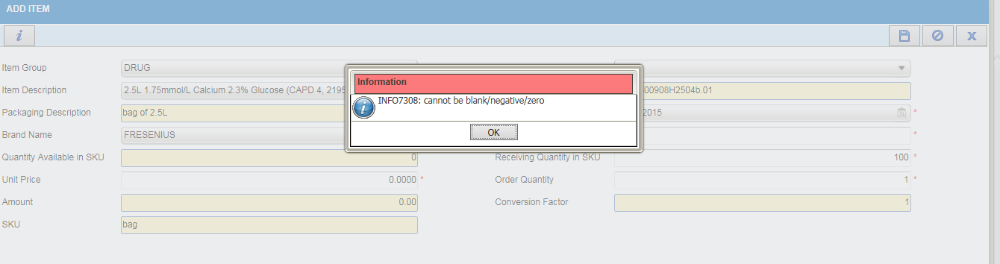 ADD ITEM
i
X
Item Group
DRUG
Information
INFO7308: cannot be blank/negative/zero
OK
Item Description
2.5L 1.75mmol/L Calcium 2.3% Glucose (CAPD 4, 2195
00908H2504b.01
Packaging Description
bag of 2.5L
2015
*
Brand Name
FRESENIUS
*
Quantity Available in SKU
0
Receiving Quantity in SKU
100
*
Unit Price
0.0000
*
Order Quantity
1
*
Amount
0.00
Conversion Factor
1
SKU
bag